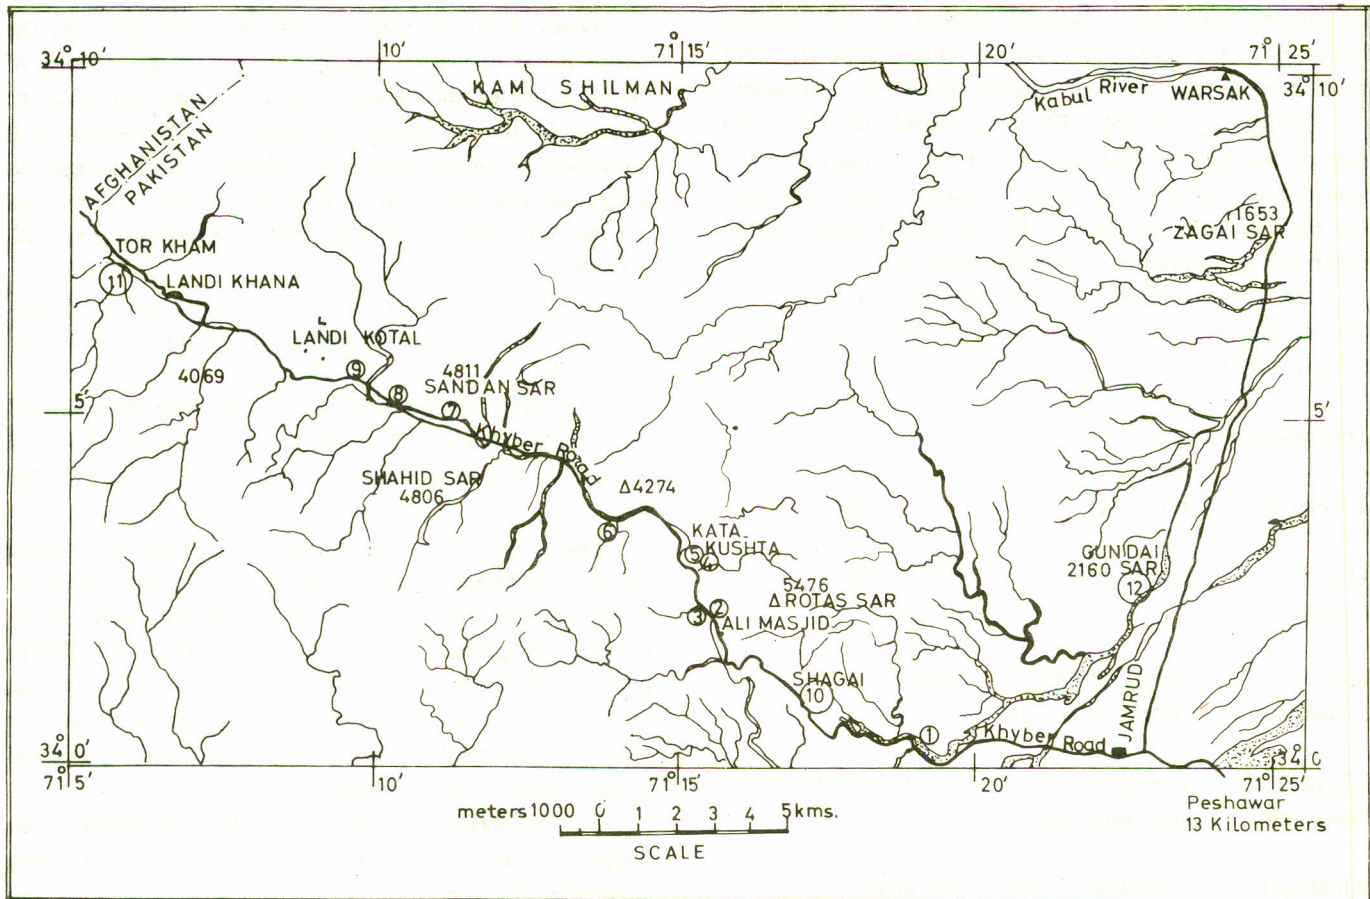 34° 10'
10'
71° 15'
20'
71° 25'
34° 10'
KAM SHILMAN
Kabul River
WARSAK
AFGHANISTAN
PAKISTAN
1653
ZAGAI SAR
TOR KHAM
11
LANDI KHANA
LANDI KOTAL
4069
9
8
7
4811
SANDAN SAR
5'
5'
Khyber Road
SHAHID SAR
4806
Δ4274
6
KATA
KUSHTA
5
4
GUNDAI
2160 SAR
12
5476
ΔROTAS SAR
3
2
ALI MASJID
SHAGAI
10
1
Khyber Road
JAMRUD
34° 0'
34° 0
71° 5'
10'
71° 15'
20'
71° 25'
meters 1000 0 1 2 3 4 5 kms.
SCALE
Peshawar
13 Kilometers